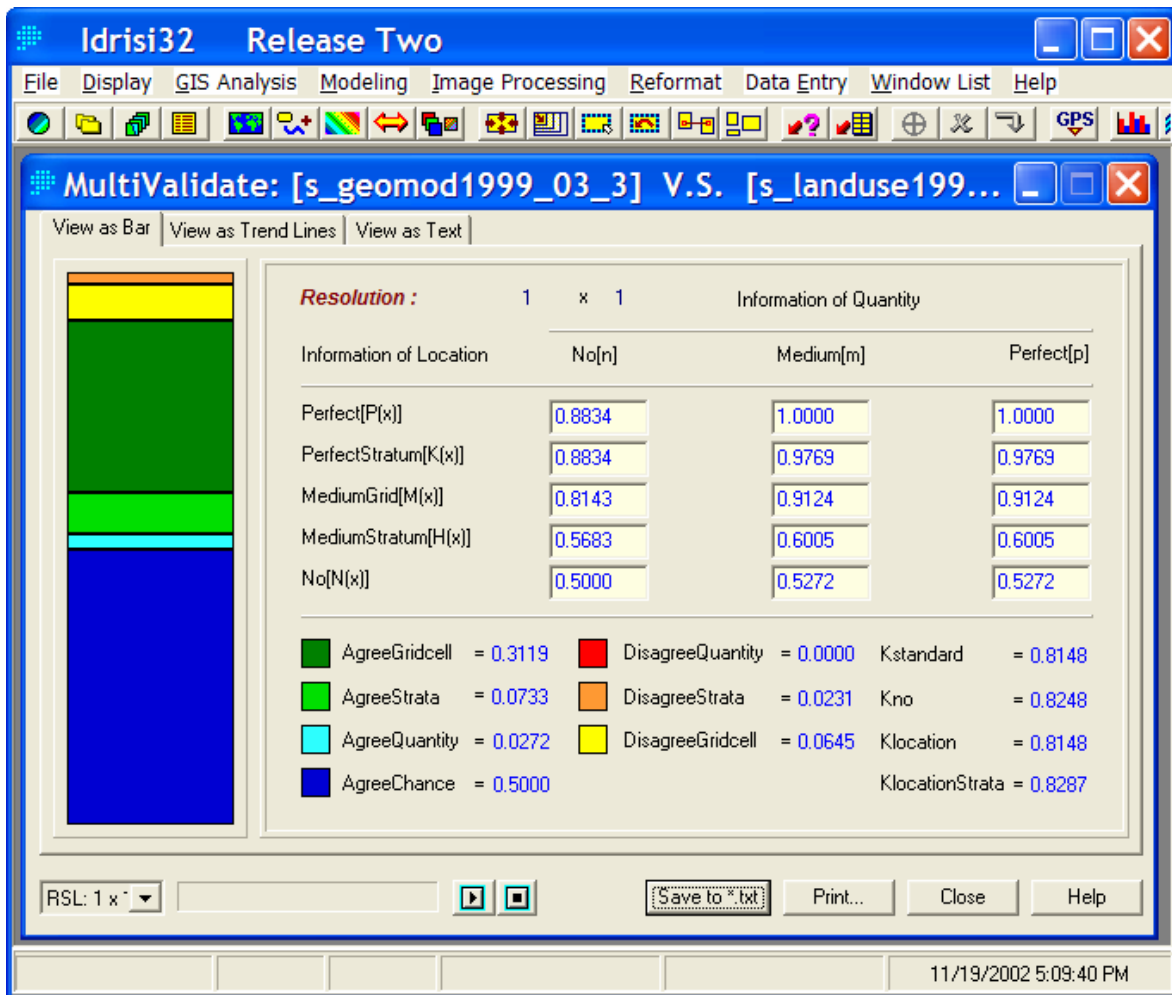 Idrisi32 Release Two
File Display GIS Analysis Modeling Image Processing Reformat Data Entry Window List Help
GPS
MultiValidate: [s_geomod1999_03_3] V.S. [s_landuse199...
View as Bar View as Trend Lines View as Text
Resolution : 1 x 1 Information of Quantity
Information of Location No[n] Medium[m] Perfect[p]
Perfect[P(x)] 0.8834 1.0000 1.0000
PerfectStratum[K(x)] 0.8834 0.9769 0.9769
MediumGrid[M(x)] 0.8143 0.9124 0.9124
MediumStratum[H(x)] 0.5683 0.6005 0.6005
No[N(x)] 0.5000 0.5272 0.5272
AgreeGridcell = 0.3119 DisagreeQuantity = 0.0000 Kstandard = 0.8148
AgreeStrata = 0.0733 DisagreeStrata = 0.0231 Kno = 0.8248
AgreeQuantity = 0.0272 DisagreeGridcell = 0.0645 Klocation = 0.8148
AgreeChance = 0.5000 KlocationStrata = 0.8287
RSL: 1 x Save to *.txt Print... Close Help
11/19/2002 5:09:40 PM